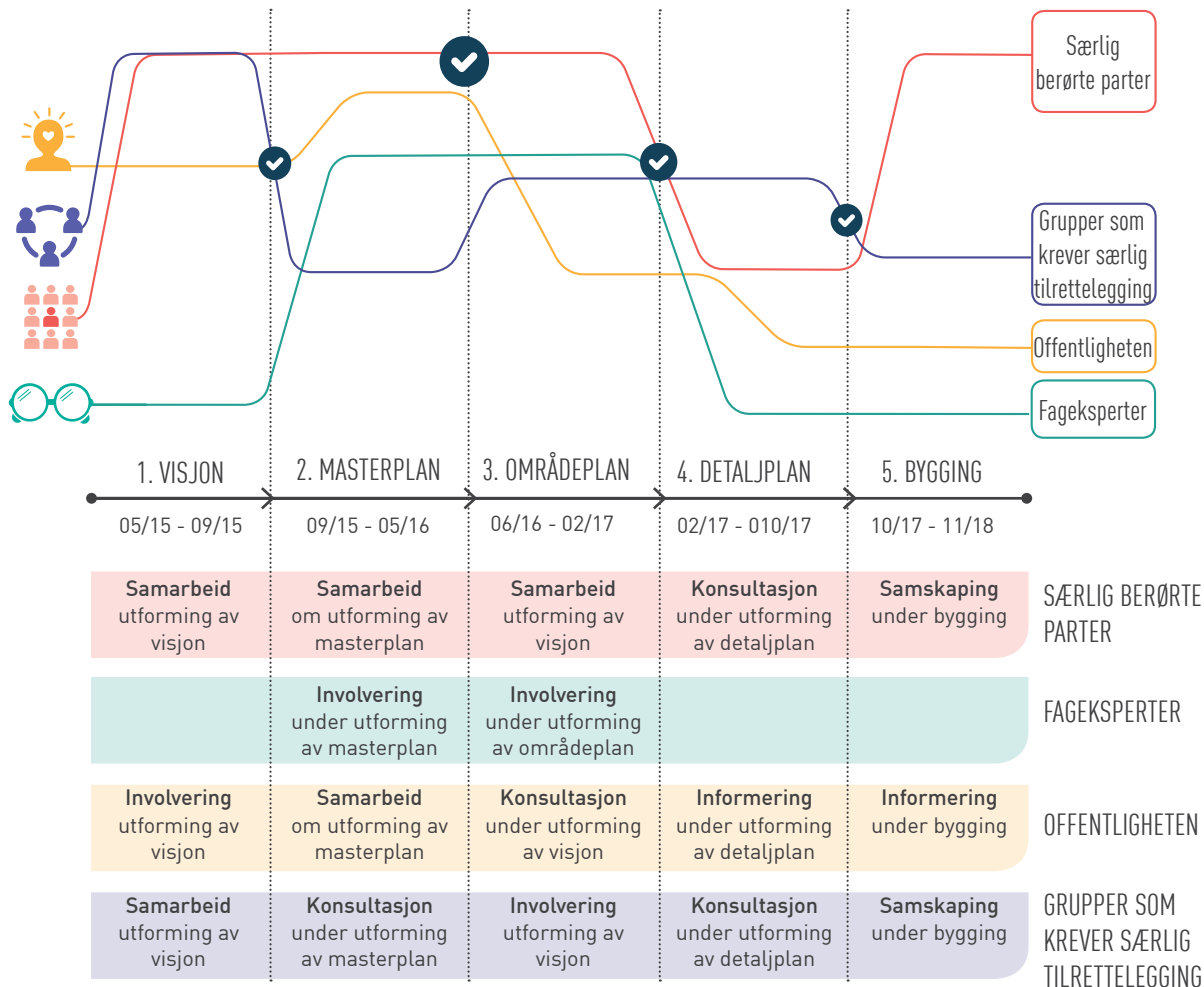 Særlig
berørte parter
Grupper som
krever særlig
tilrettelegging
Offentligheten
Fageksperter
1. VISJON
2. MASTERPLAN
3. OMRÅDEPLAN
4. DETALJPLAN
5. BYGGING
05/15 - 09/15
09/15 - 05/16
06/16 - 02/17
02/17 - 010/17
10/17 - 11/18
Samarbeid
utforming av
visjon
Samarbeid
om utforming av
masterplan
Samarbeid
utforming av
visjon
Konsultasjon
under utforming
av detaljplan
Samskaping
under bygging
SÆRLIG BERØRTE
PARTER
Involvering
under utforming
av masterplan
Involvering
under utforming
av områdeplan
FAGEKSPERTER
Involvering
utforming av
visjon
Samarbeid
om utforming av
masterplan
Konsultasjon
under utforming
av visjon
Informering
under utforming
av detaljplan
Informering
under bygging
OFFENTLIGHETEN
Samarbeid
utforming av
visjon
Konsultasjon
under utforming
av masterplan
Involvering
utforming av
visjon
Konsultasjon
under utforming
av detaljplan
Samskaping
under bygging
GRUPPER SOM
KREVER SÆRLIG
TILRETTELEGGING